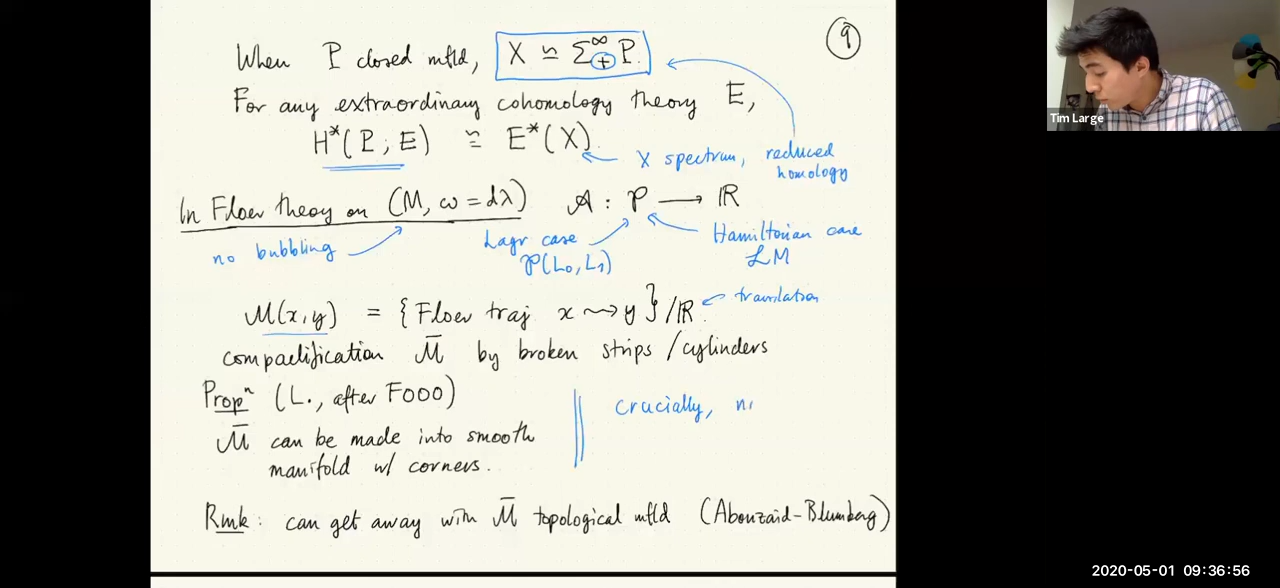 9
When P closed mfld, X ≃ Σ^∞_+ P.
For any extraordinary cohomology theory E,
H*(P; E) ≅ E*(X)
X spectrum, reduced homology
In Floer theory on (M, ω = dλ) A : P → ℝ
no bubbling
Lagr case
P(L₀, L₁)
Hamiltonian case
LM
M(x,y) = {Floer traj x ⇝ y}/ℝ.
translation
compactification M̄ by broken strips / cylinders
Propⁿ (L., after FOOO)
M̄ can be made into smooth
manifold w/ corners.
crucially, n
Rmk: can get away with M̄ topological mfld (Abouzaid-Blumberg)
Tim Large
2020-05-01 09:36:56